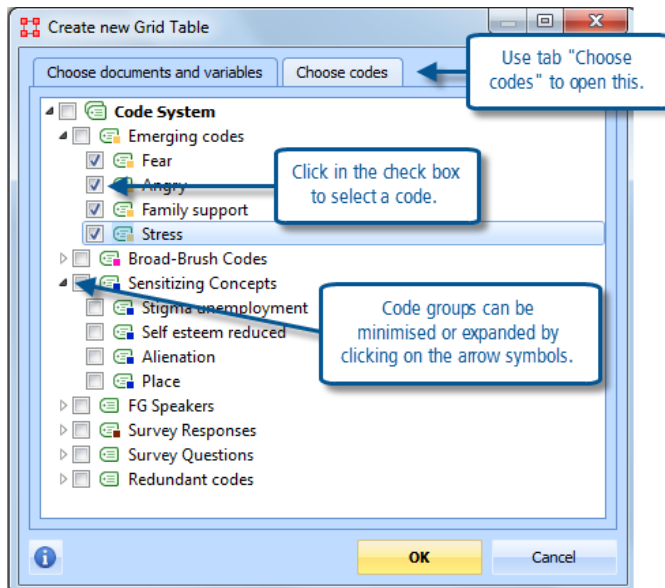 Create new Grid Table
Use tab "Choose
codes" to open this.
Choose documents and variables
Choose codes
Code System
Emerging codes
Fear
Click in the check box
to select a code.
Angry
Family support
Stress
Broad-Brush Codes
Sensitizing Concepts
Code groups can be
minimised or expanded by
clicking on the arrow symbols.
Stigma unemployment
Self esteem reduced
Alienation
Place
FG Speakers
Survey Responses
Survey Questions
Redundant codes
OK
Cancel